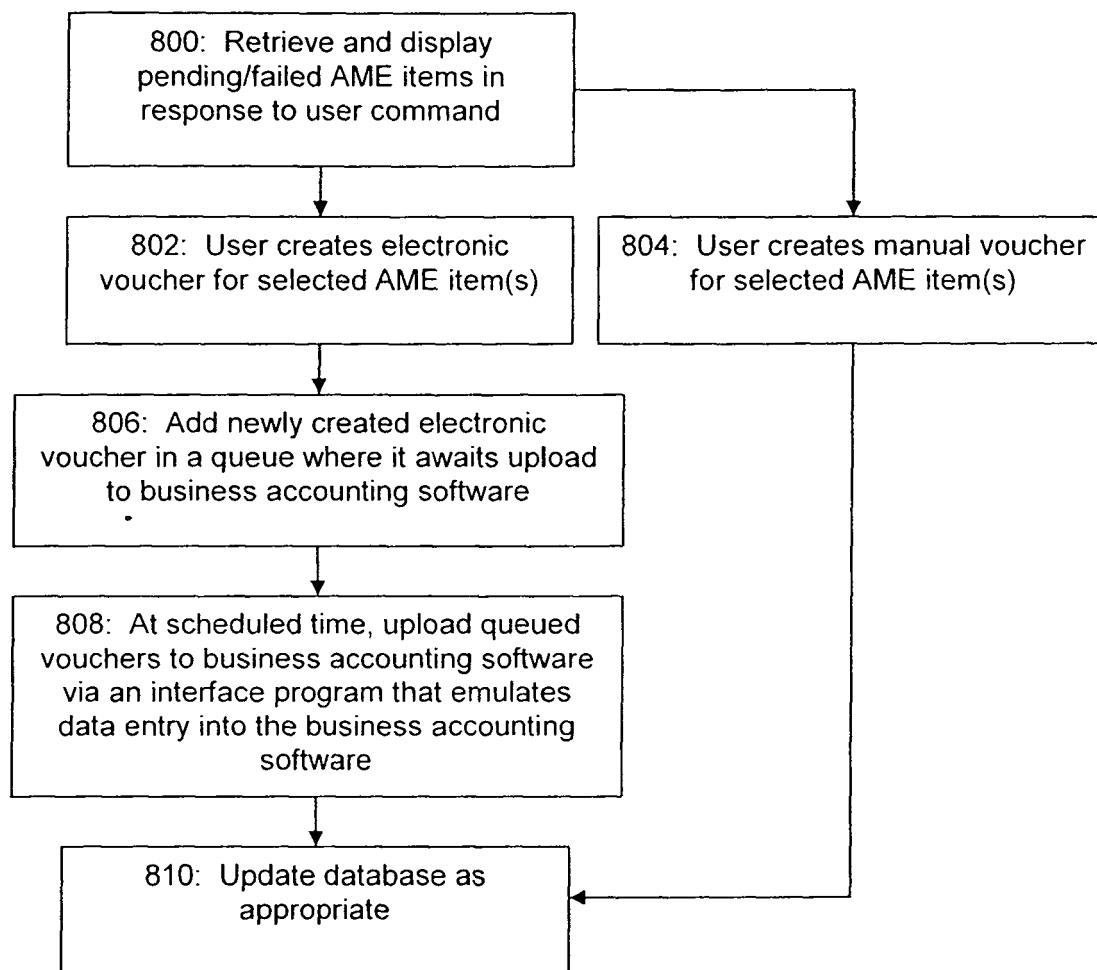 800: Retrieve and display
pending/failed AME items in
response to user command
802: User creates electronic
voucher for selected AME item(s)
804: User creates manual voucher
for selected AME item(s)
806: Add newly created electronic
voucher in a queue where it awaits upload
to business accounting software
808: At scheduled time, upload queued
vouchers to business accounting software
via an interface program that emulates
data entry into the business accounting
software
810: Update database as
appropriate